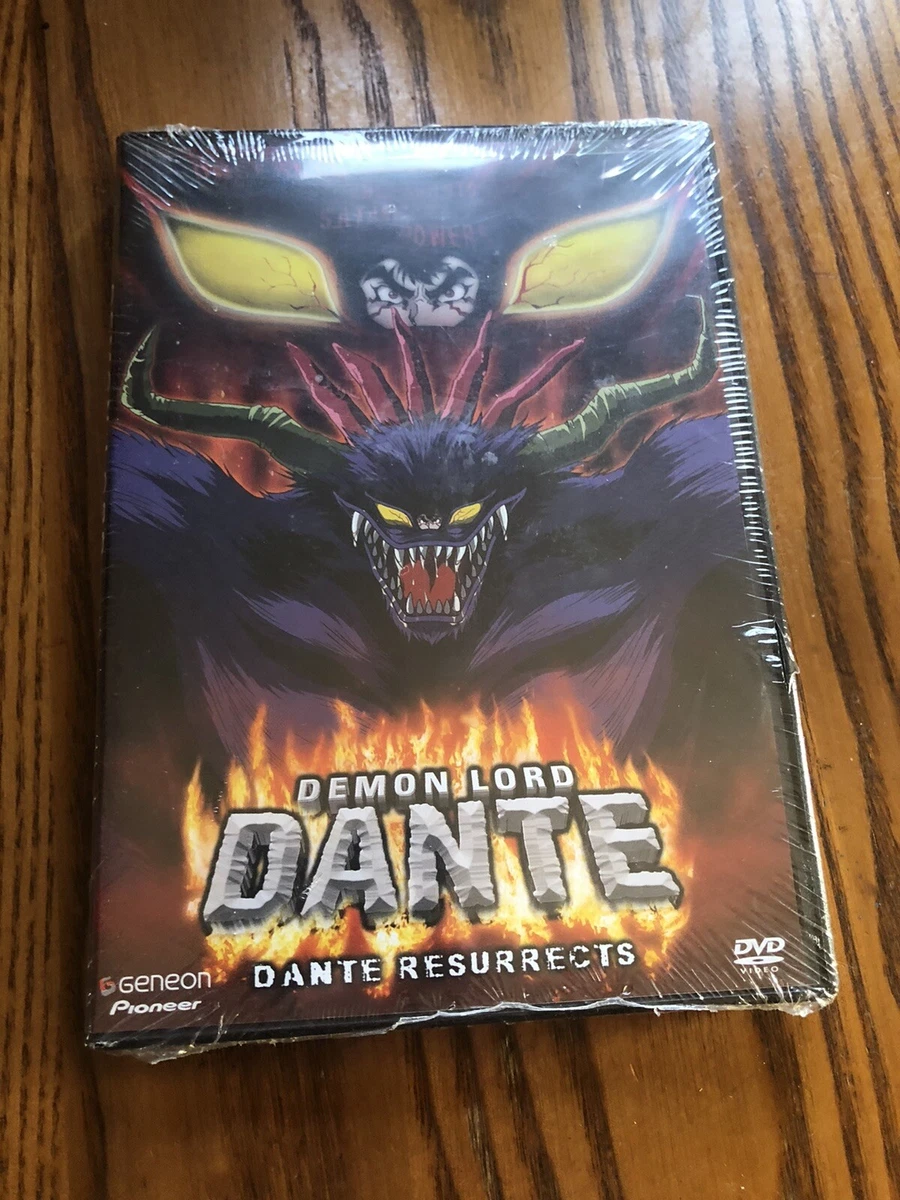 DEMON LORD
DANTE
DANTE RESURRECTS
GENEON
PIONEER
DVD
VIDEO